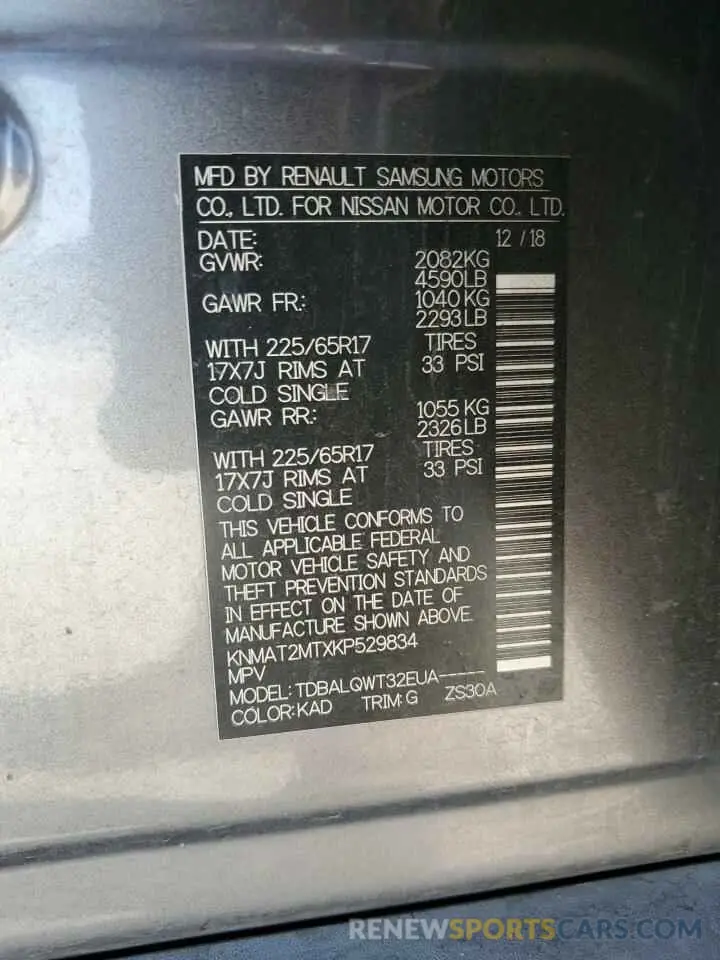 MFD BY RENAULT SAMSUNG MOTORS
CO., LTD. FOR NISSAN MOTOR CO., LTD.
DATE: 12 / 18
GVWR: 2082KG
4590LB
GAWR FR.: 1040 KG
2293LB
WITH 225/65R17 TIRES
17X7J RIMS AT 33 PSI
COLD SINGLE
GAWR RR.: 1055 KG
2326LB
WITH 225/65R17 TIRES
17X7J RIMS AT 33 PSI
COLD SINGLE
THIS VEHICLE CONFORMS TO
ALL APPLICABLE FEDERAL
MOTOR VEHICLE SAFETY AND
THEFT PREVENTION STANDARDS
IN EFFECT ON THE DATE OF
MANUFACTURE SHOWN ABOVE.
KNMAT2MTXKP529834
MPV
MODEL: TDBALQWT32EUA-----
COLOR:KAD TRIM:G ZS30A
RENEWSPORTSCARS.COM